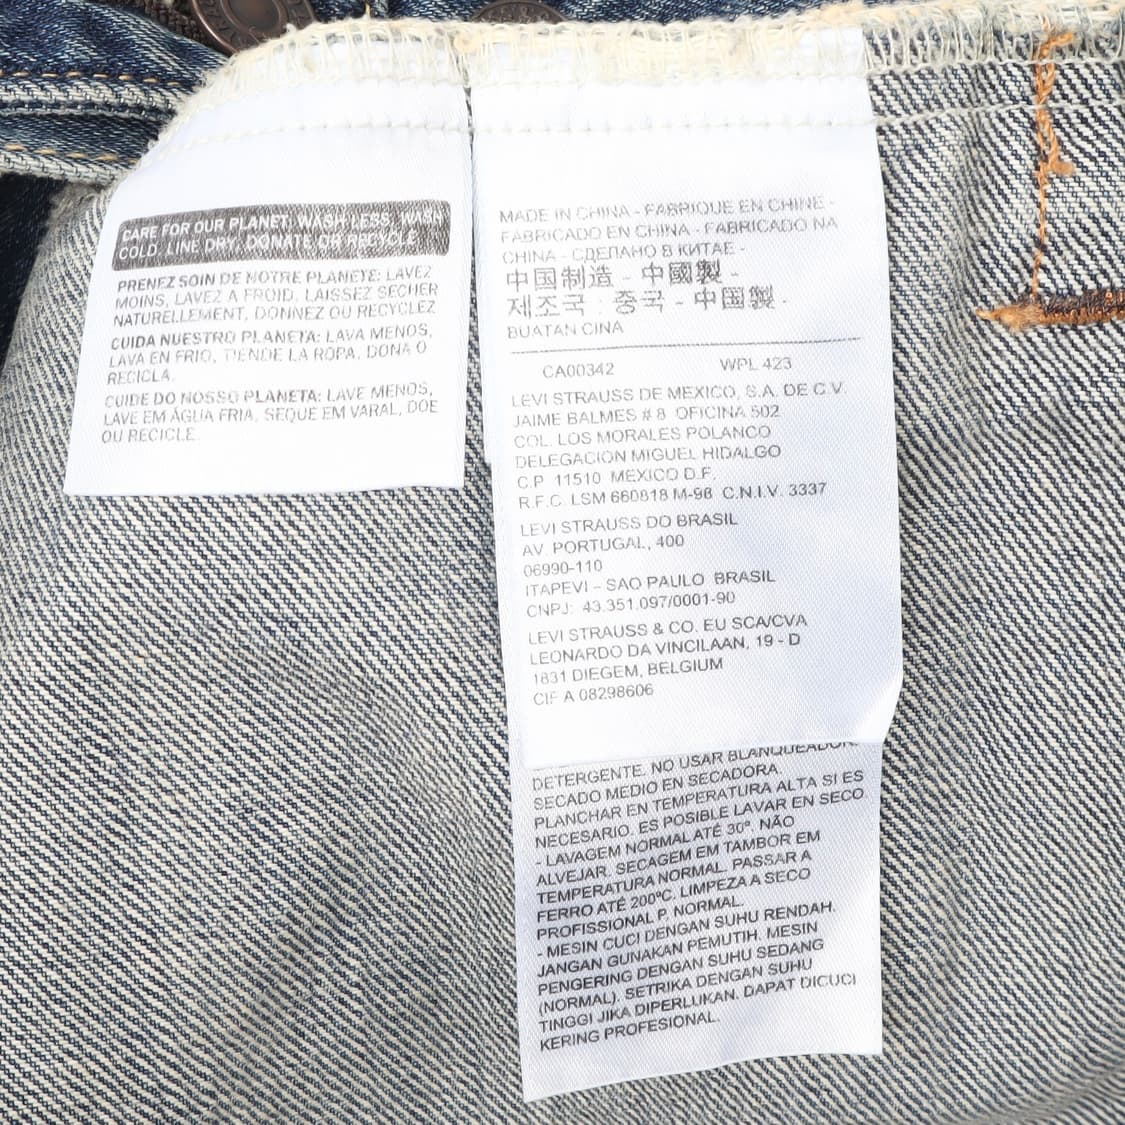 CARE FOR OUR PLANET: WASH LESS, WASH
COLD, LINE DRY, DONATE OR RECYCLE
PRENEZ SOIN DE NOTRE PLANETE: LAVEZ
MOINS, LAVEZ A FROID, LAISSEZ SECHER
NATURELLEMENT, DONNEZ OU RECYCLEZ
CUIDA NUESTRO PLANETA: LAVA MENOS,
LAVA EN FRIO, TIENDE LA ROPA, DONA O
RECICLA.
CUIDE DO NOSSO PLANETA: LAVE MENOS,
LAVE EM ÁGUA FRIA, SEQUE EM VARAL, DOE
OU RECICLE.
MADE IN CHINA - FABRIQUE EN CHINE -
FABRICADO EN CHINA - FABRICADO NA
CHINA - СДЕЛАНО В КИТАЕ -
中国制造 - 中國製 -
제조국 : 중국 - 中国製 -
BUATAN CINA
CA00342 WPL 423
LEVI STRAUSS DE MEXICO, S.A. DE C.V.
JAIME BALMES # 8 OFICINA 502
COL. LOS MORALES POLANCO
DELEGACION MIGUEL HIDALGO
C.P 11510 MEXICO D.F.
R.F.C. LSM 660818 M-98 C.N.I.V. 3337
LEVI STRAUSS DO BRASIL
AV. PORTUGAL, 400
06990-110
ITAPEVI – SAO PAULO BRASIL
CNPJ: 43.351.097/0001-90
LEVI STRAUSS & CO. EU SCA/CVA
LEONARDO DA VINCILAAN, 19 - D
1831 DIEGEM, BELGIUM
CIF A 08298606
DETERGENTE. NO USAR BLANQUEADOR.
SECADO MEDIO EN SECADORA.
PLANCHAR EN TEMPERATURA ALTA SI ES
NECESARIO. ES POSIBLE LAVAR EN SECO
- LAVAGEM NORMAL ATÉ 30º. NÃO
ALVEJAR. SECAGEM EM TAMBOR EM
TEMPERATURA NORMAL. PASSAR A
FERRO ATÉ 200ºC. LIMPEZA A SECO
PROFISSIONAL P, NORMAL.
- MESIN CUCI DENGAN SUHU RENDAH.
JANGAN GUNAKAN PEMUTIH. MESIN
PENGERING DENGAN SUHU SEDANG
(NORMAL). SETRIKA DENGAN SUHU
TINGGI JIKA DIPERLUKAN. DAPAT DICUCI
KERING PROFESIONAL.